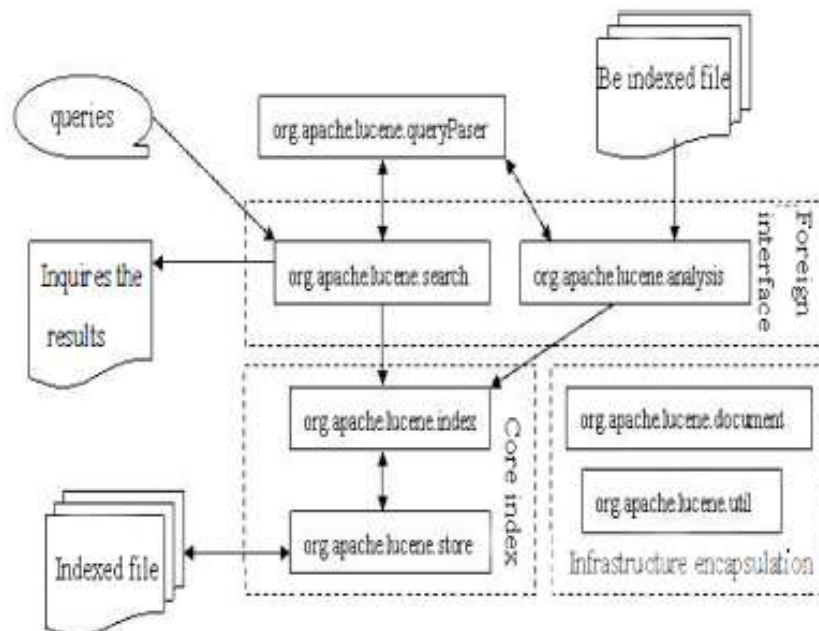 queries
org.apache.lucene.queryPaser
Be indexed file
Foreign
interface
Inquires the
results
org.apache.lucene.search
org.apache.lucene.analysis
org.apache.lucene.index
Core index
org.apache.lucene.document
org.apache.lucene.util
Infrastructure encapsulation
Indexed file
org.apache.lucene.store